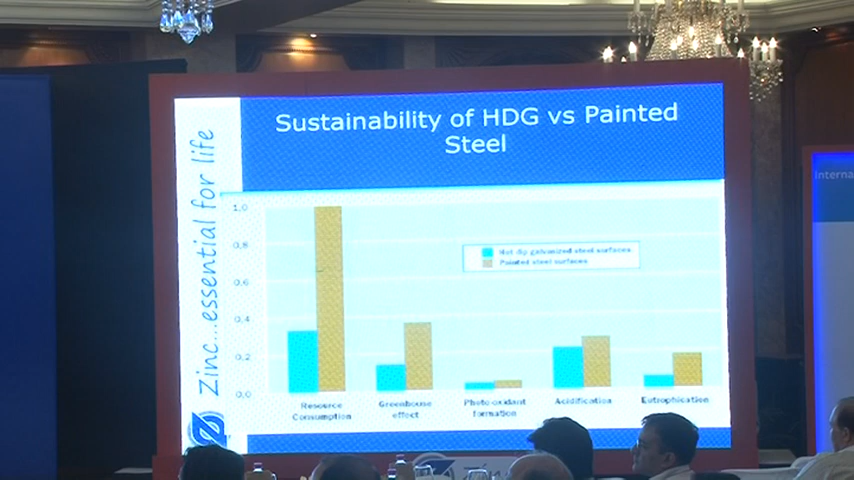 Sustainability of HDG vs Painted
Steel
Zinc...essential for life
1,0
0,8
0,6
0,4
0,2
0,0
Hot dip galvanized steel surfaces
Painted steel surfaces
Resource
Consumption
Greenhouse
effect
Photo-oxidant
formation
Acidification
Eutrophication
Interna